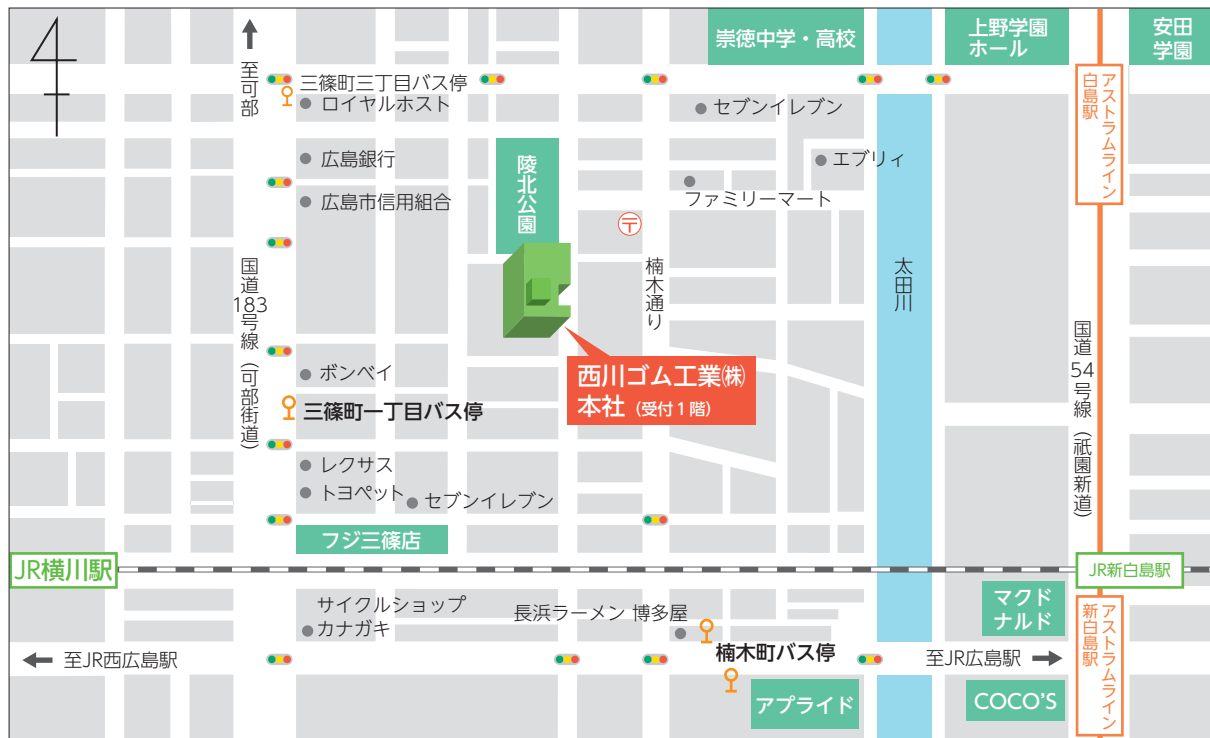 崇徳中学・高校
上野学園
ホール
安田
学園
至可部
三篠町三丁目バス停
ロイヤルホスト
セブンイレブン
アストラムライン
白島駅
広島銀行
陵北公園
エブリィ
広島市信用組合
ファミリーマート
〒
国道183号線（可部街道）
楠木通り
太田川
国道54号線（祇園新道）
ボンベイ
西川ゴム工業㈱
本社（受付1階）
三篠町一丁目バス停
レクサス
トヨペット
セブンイレブン
フジ三篠店
JR横川駅
JR新白島駅
サイクルショップ
カナガキ
長浜ラーメン 博多屋
マクド
ナルド
アストラムライン
新白島駅
至JR西広島駅
楠木町バス停
至JR広島駅
アプライド
COCO'S